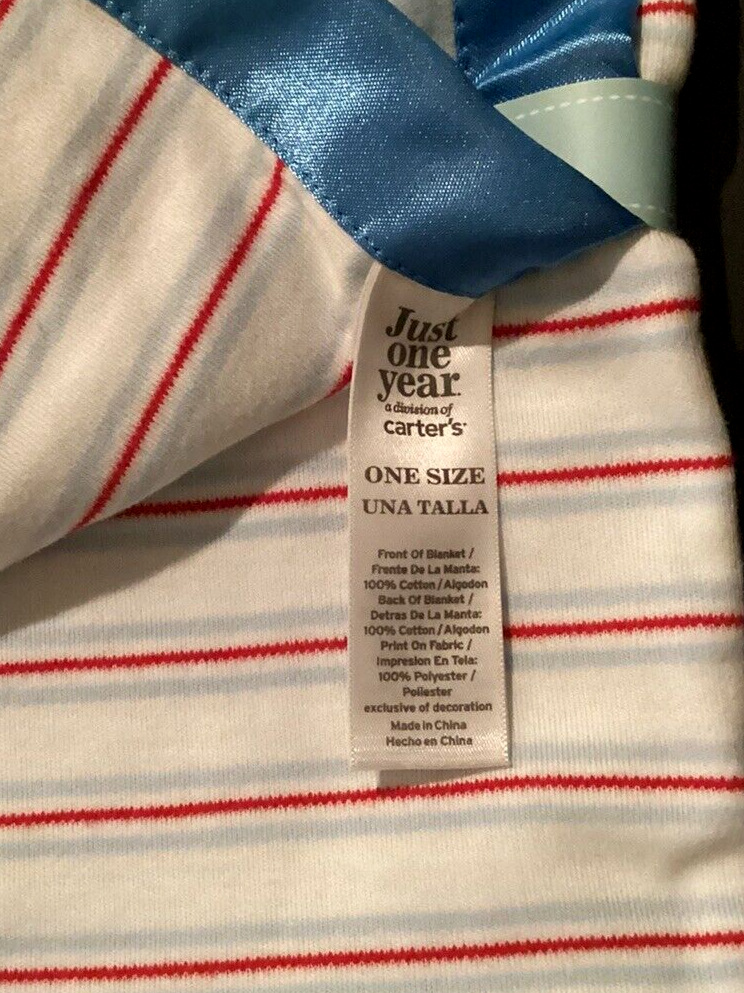 Just
one
year.
a division of
carter's
ONE SIZE
UNA TALLA
Front Of Blanket /
Frente De La Manta:
100% Cotton / Algodon
Back Of Blanket /
Detras De La Manta:
100% Cotton / Algodon
Print On Fabric /
Impresion En Tela:
100% Polyester /
Poliester
exclusive of decoration
Made in China
Hecho en China